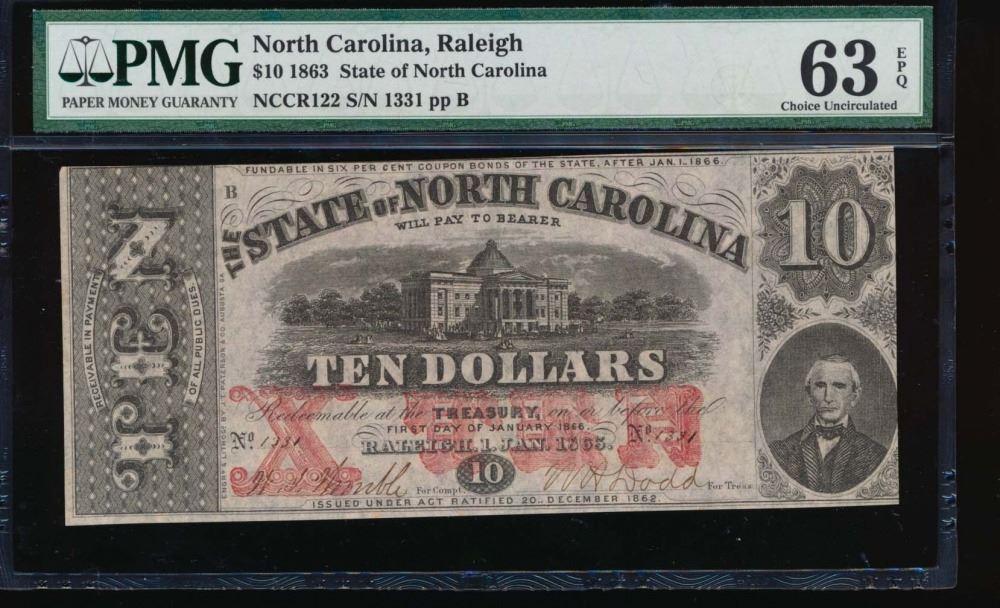 PMG
PAPER MONEY GUARANTY
North Carolina, Raleigh
$10 1863 State of North Carolina
NCCR122 S/N 1331 pp B
63
EPQ
Choice Uncirculated
FUNDABLE IN SIX PER CENT COUPON BONDS OF THE STATE, AFTER JAN. 1. 1866.
B
THE STATE OF NORTH CAROLINA
WILL PAY TO BEARER
10
TEN
RECEIVABLE IN PAYMENT
OF ALL PUBLIC DUES.
TEN DOLLARS
X TEN
Redeemable at the TREASURY, on or before the
FIRST DAY OF JANUARY 1866.
No 1331
No 1331
RALEIGH, 1, JAN. 1863.
10
For Compt.
W R Dodd
For Treas
ISSUED UNDER ACT RATIFIED 20.. DECEMBER 1862.